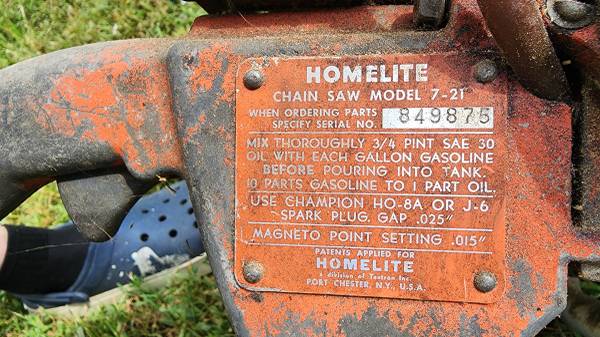 HOMELITE
CHAIN SAW MODEL 7-21
WHEN ORDERING PARTS
SPECIFY SERIAL NO. 849875
MIX THOROUGHLY 3/4 PINT SAE 30
OIL WITH EACH GALLON GASOLINE
BEFORE POURING INTO TANK.
10 PARTS GASOLINE TO 1 PART OIL.
USE CHAMPION HO-8A OR J-6
SPARK PLUG. GAP .025"
MAGNETO POINT SETTING .015"
PATENTS APPLIED FOR
HOMELITE
a division of Textron Inc.
PORT CHESTER, N.Y., U.S.A.